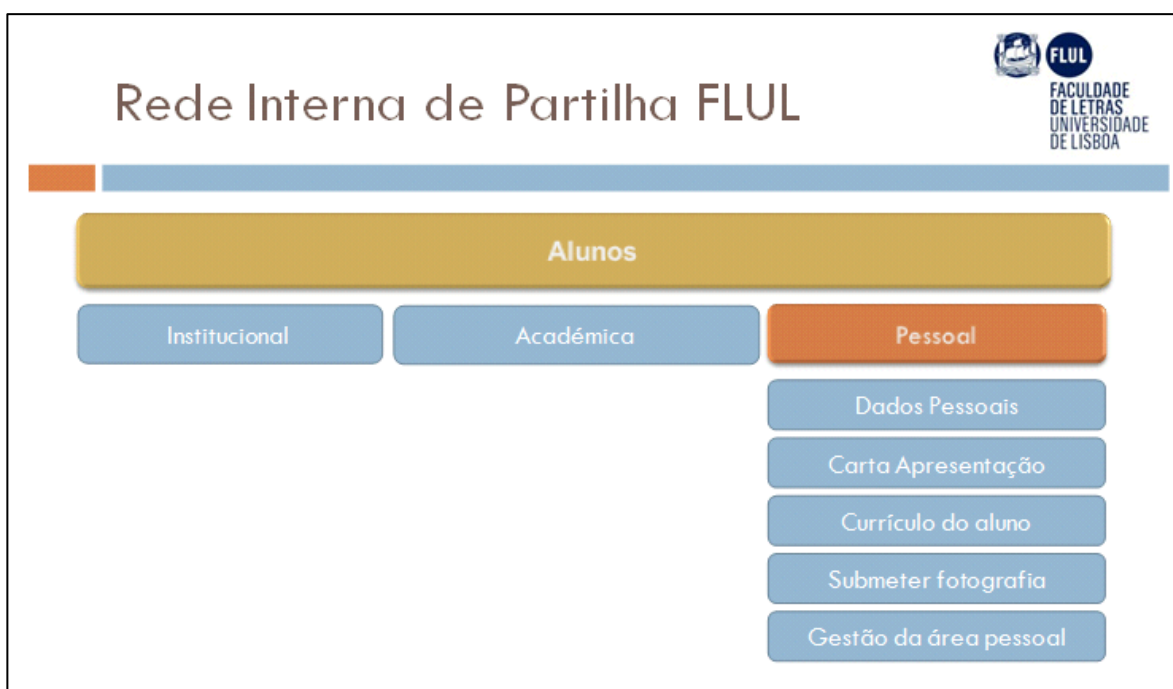 Rede Interna de Partilha FLUL
FLUL
FACULDADE
DE LETRAS
UNIVERSIDADE
DE LISBOA
Alunos
Institucional
Académica
Pessoal
Dados Pessoais
Carta Apresentação
Currículo do aluno
Submeter fotografia
Gestão da área pessoal